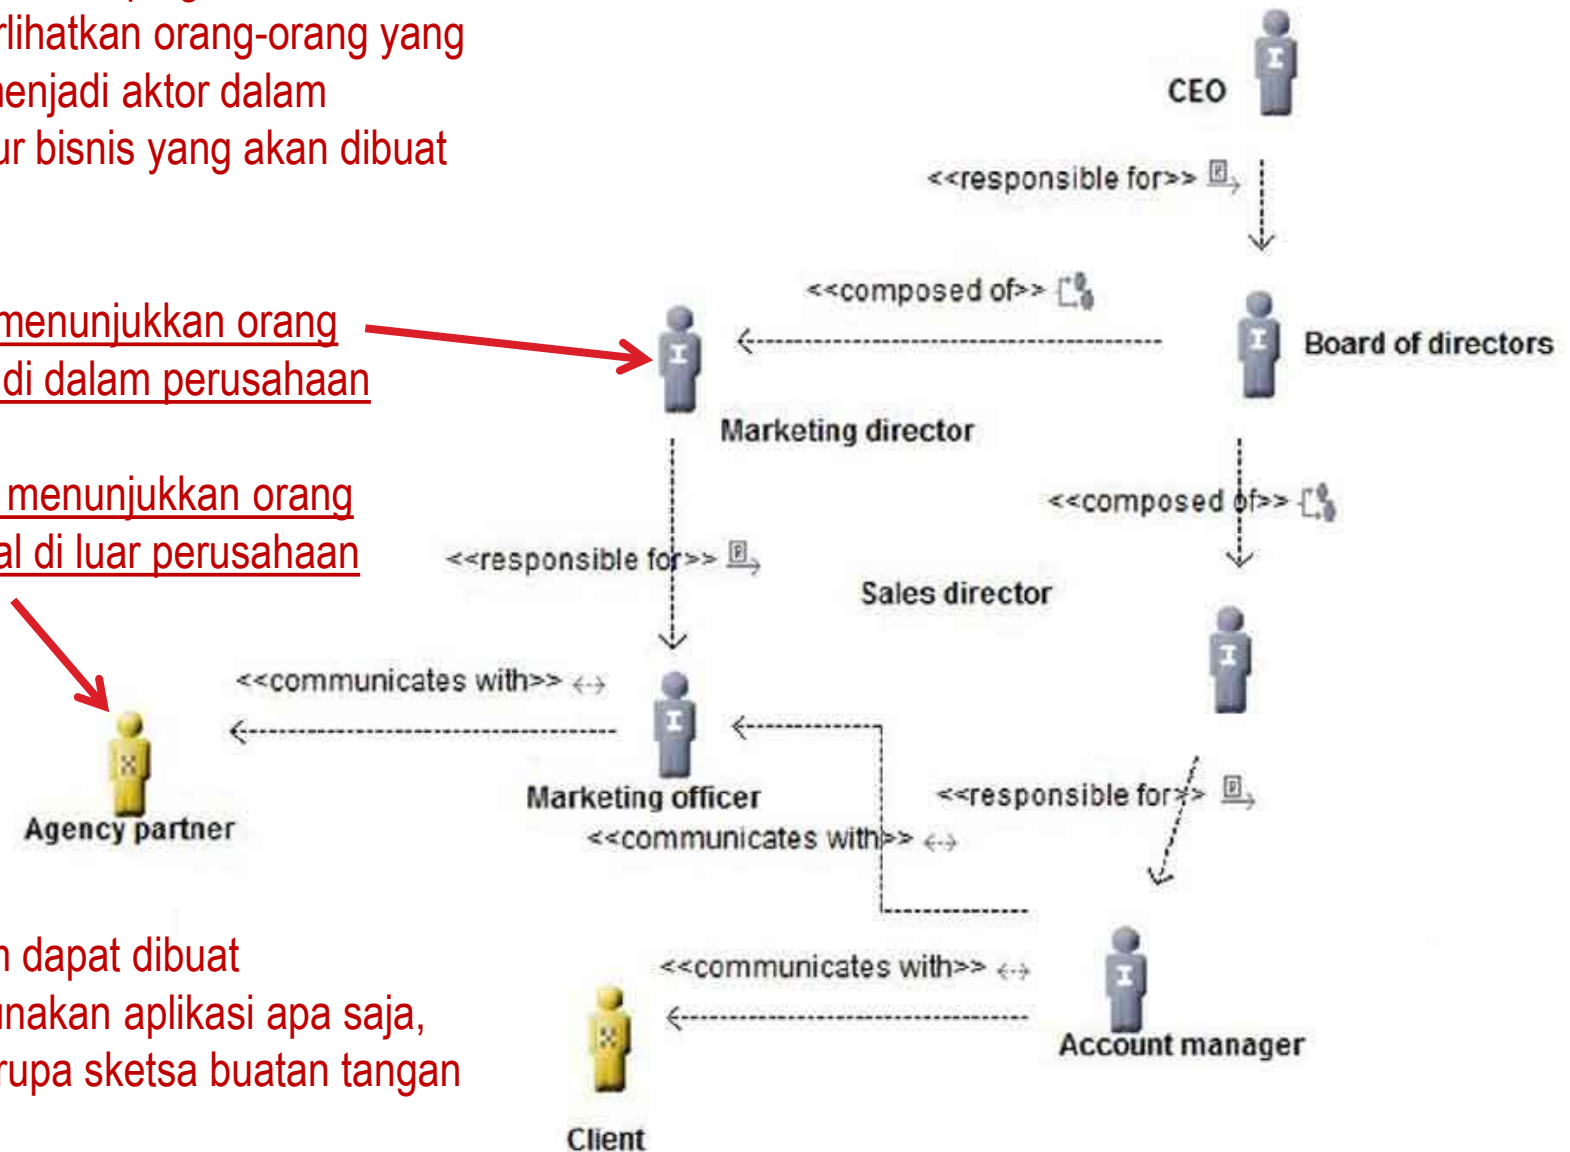 rlihatkan orang-orang yang
nenjadi aktor dalam
ur bisnis yang akan dibuat
CEO
<<responsible for>>
<<composed of>>
menunjukkan orang
di dalam perusahaan
Board of directors
Marketing director
menunjukkan orang
al di luar perusahaan
<<composed of>>
<<responsible for>>
Sales director
<<communicates with>>
Marketing officer
<<responsible for>>
Agency partner
<<communicates with>>
n dapat dibuat
unakan aplikasi apa saja,
rupa sketsa buatan tangan
<<communicates with>>
Account manager
Client